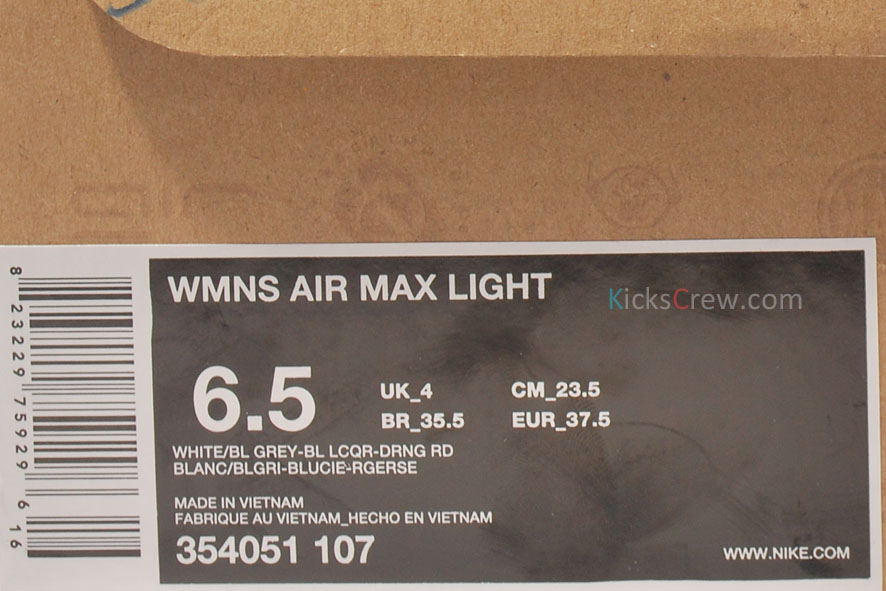 WMNS AIR MAX LIGHT
KicksCrew.com
6.5
UK_4 CM_23.5
BR_35.5 EUR_37.5
WHITE/BL GREY-BL LCQR-DRNG RD
BLANC/BLGRI-BLUCIE-RGERSE
MADE IN VIETNAM
FABRIQUE AU VIETNAM_HECHO EN VIETNAM
354051 107
WWW.NIKE.COM
8 23229 75929 6 16